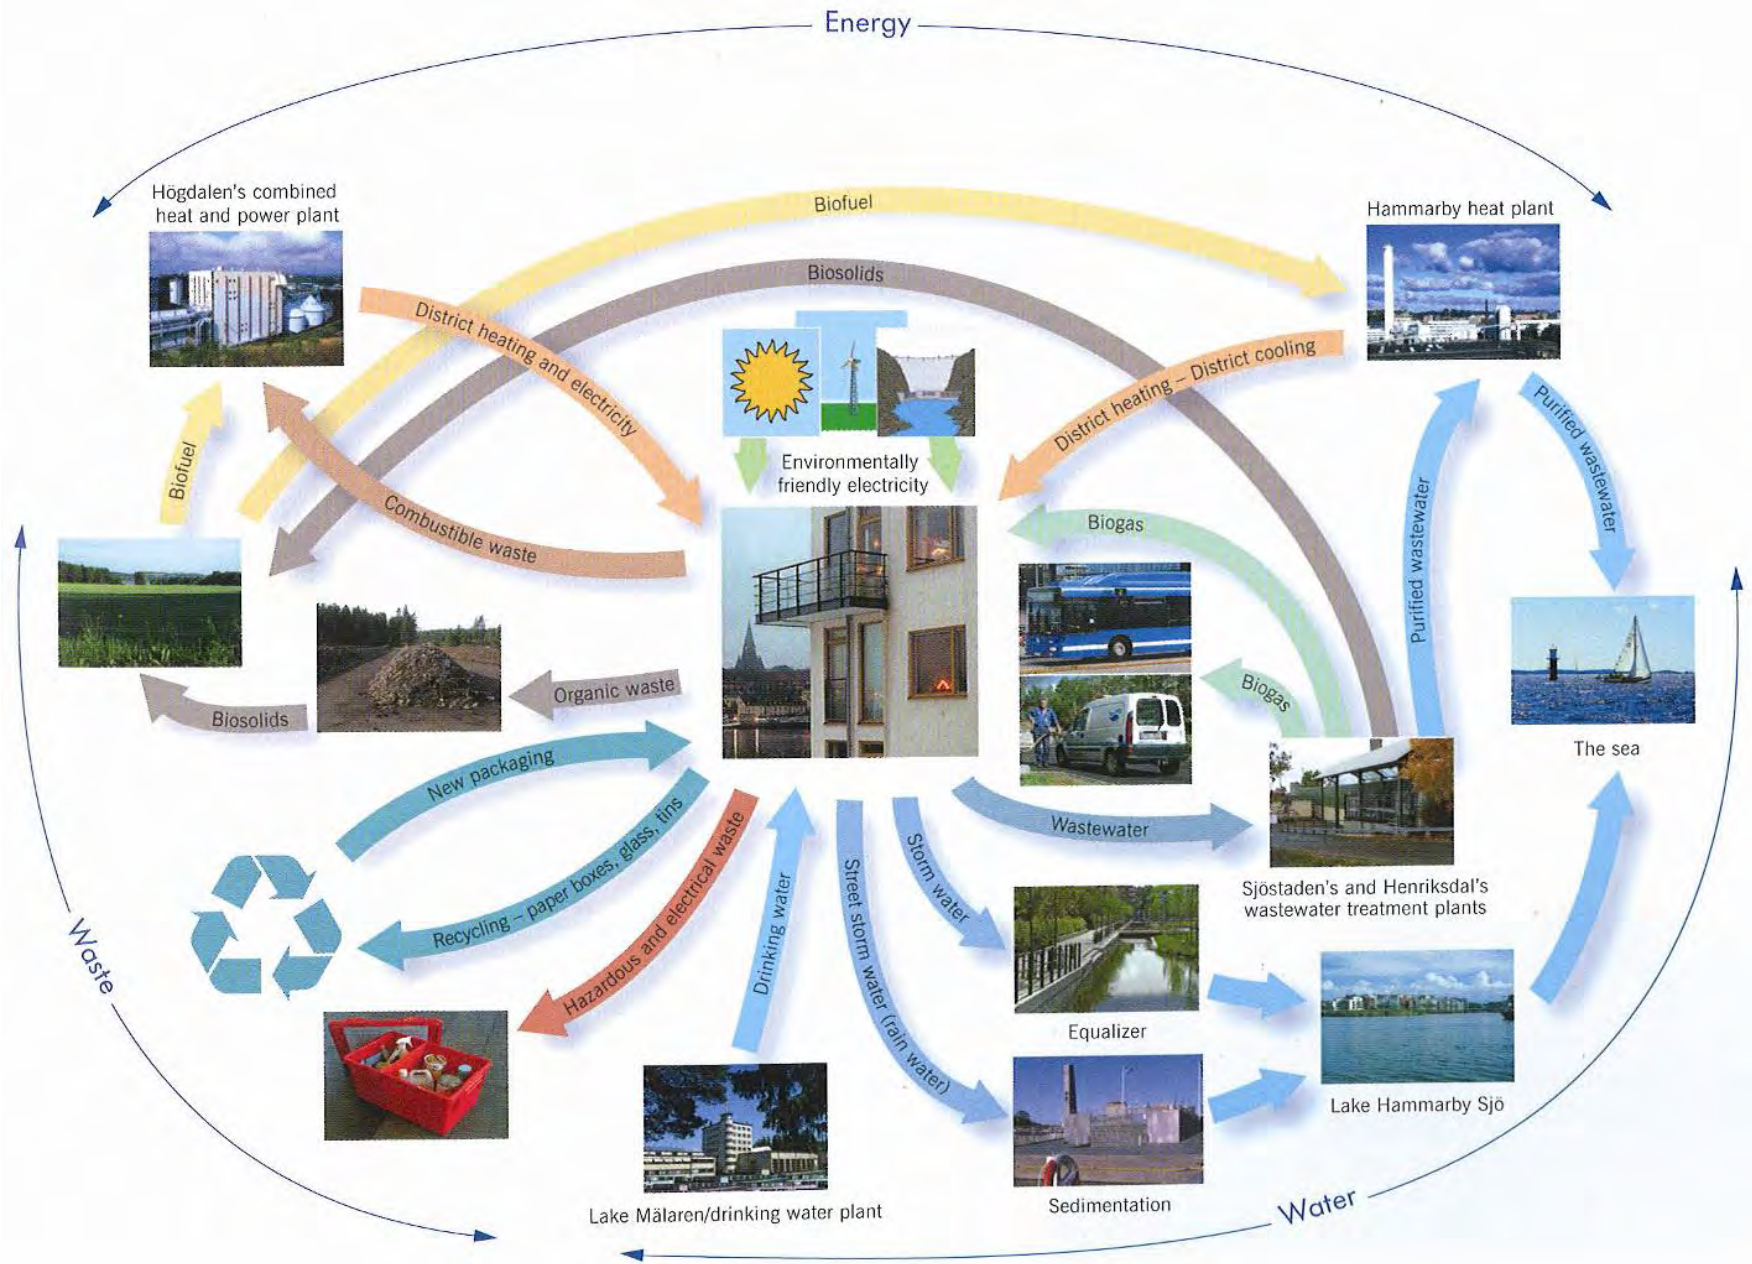 Energy
Högdalen's combined
heat and power plant
Hammarby heat plant
Biofuel
Biosolids
District heating and electricity
District heating – District cooling
Purified wastewater
Biofuel
Combustible waste
Environmentally
friendly electricity
Biogas
Purified wastewater
Organic waste
Biosolids
Biogas
The sea
New packaging
Recycling – paper boxes, glass, tins
Hazardous and electrical waste
Drinking water
Street storm water (rain water)
Storm water
Wastewater
Sjöstaden's and Henriksdal's
wastewater treatment plants
Waste
Equalizer
Lake Hammarby Sjö
Sedimentation
Lake Mälaren/drinking water plant
Water